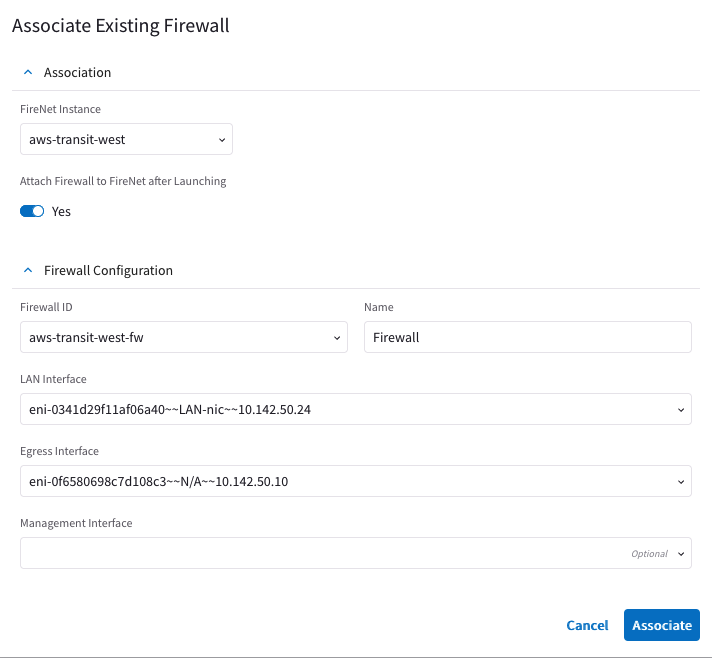 Associate Existing Firewall
Association
FireNet Instance
aws-transit-west
Attach Firewall to FireNet after Launching
Yes
Firewall Configuration
Firewall ID
Name
aws-transit-west-fw
Firewall
LAN Interface
eni-0341d29f11af06a40~~LAN-nic~~10.142.50.24
Egress Interface
eni-0f6580698c7d108c3~~N/A~~10.142.50.10
Management Interface
Optional
Cancel
Associate